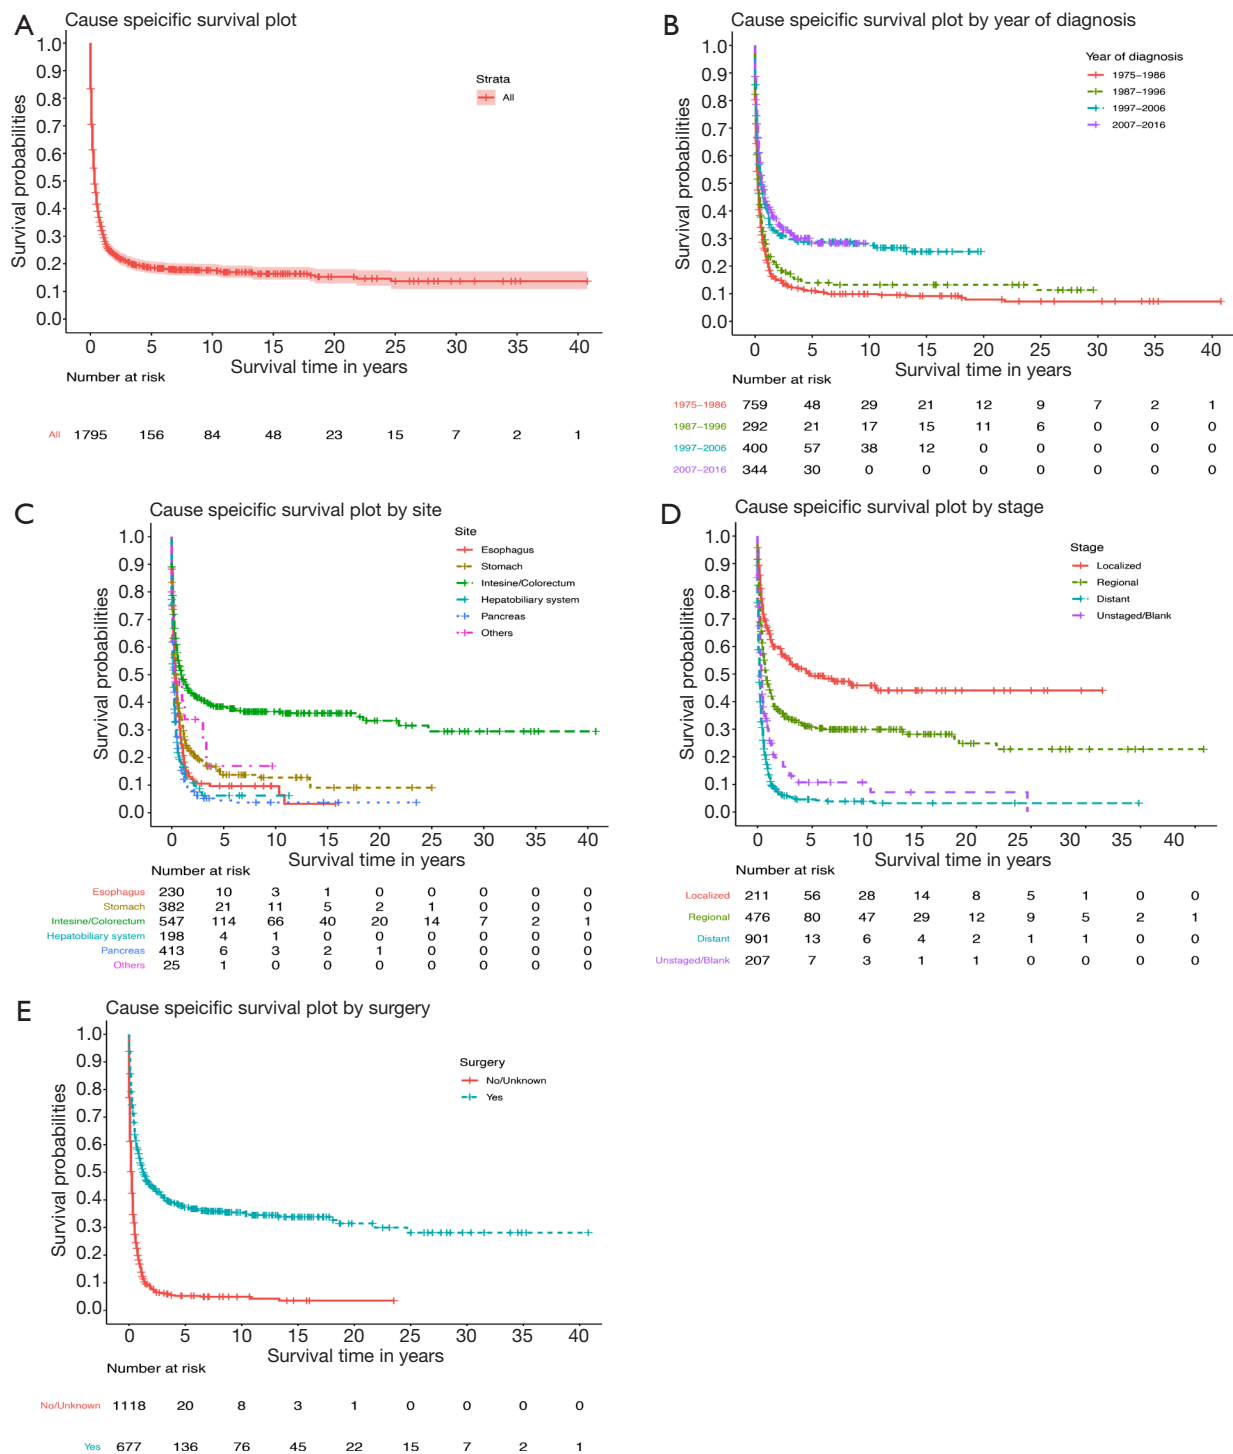 A
Cause speicific survival plot
Survival probabilities
1.0
0.9
0.8
0.7
0.6
0.5
0.4
0.3
0.2
0.1
0.0
Strata
All
0 5 10 15 20 25 30 35 40
Survival time in years
Number at risk
All 1795 156 84 48 23 15 7 2 1
B
Cause speicific survival plot by year of diagnosis
Survival probabilities
1.0
0.9
0.8
0.7
0.6
0.5
0.4
0.3
0.2
0.1
0.0
Year of diagnosis
1975–1986
1987–1996
1997–2006
2007–2016
0 5 10 15 20 25 30 35 40
Survival time in years
Number at risk
1975–1986 759 48 29 21 12 9 7 2 1
1987–1996 292 21 17 15 11 6 0 0 0
1997–2006 400 57 38 12 0 0 0 0 0
2007–2016 344 30 0 0 0 0 0 0 0
C
Cause speicific survival plot by site
Survival probabilities
1.0
0.9
0.8
0.7
0.6
0.5
0.4
0.3
0.2
0.1
0.0
Site
Esophagus
Stomach
Intesine/Colorectum
Hepatobiliary system
Pancreas
Others
0 5 10 15 20 25 30 35 40
Survival time in years
Number at risk
Esophagus 230 10 3 1 0 0 0 0 0
Stomach 382 21 11 5 2 1 0 0 0
Intesine/Colorectum 547 114 66 40 20 14 7 2 1
Hepatobiliary system 198 4 1 0 0 0 0 0 0
Pancreas 413 6 3 2 1 0 0 0 0
Others 25 1 0 0 0 0 0 0 0
D
Cause speicific survival plot by stage
Survival probabilities
1.0
0.9
0.8
0.7
0.6
0.5
0.4
0.3
0.2
0.1
0.0
Stage
Localized
Regional
Distant
Unstaged/Blank
0 5 10 15 20 25 30 35 40
Survival time in years
Number at risk
Localized 211 56 28 14 8 5 1 0 0
Regional 476 80 47 29 12 9 5 2 1
Distant 901 13 6 4 2 1 1 0 0
Unstaged/Blank 207 7 3 1 1 0 0 0 0
E
Cause speicific survival plot by surgery
Survival probabilities
1.0
0.9
0.8
0.7
0.6
0.5
0.4
0.3
0.2
0.1
0.0
Surgery
No/Unknown
Yes
0 5 10 15 20 25 30 35 40
Survival time in years
Number at risk
No/Unknown 1118 20 8 3 1 0 0 0 0
Yes 677 136 76 45 22 15 7 2 1